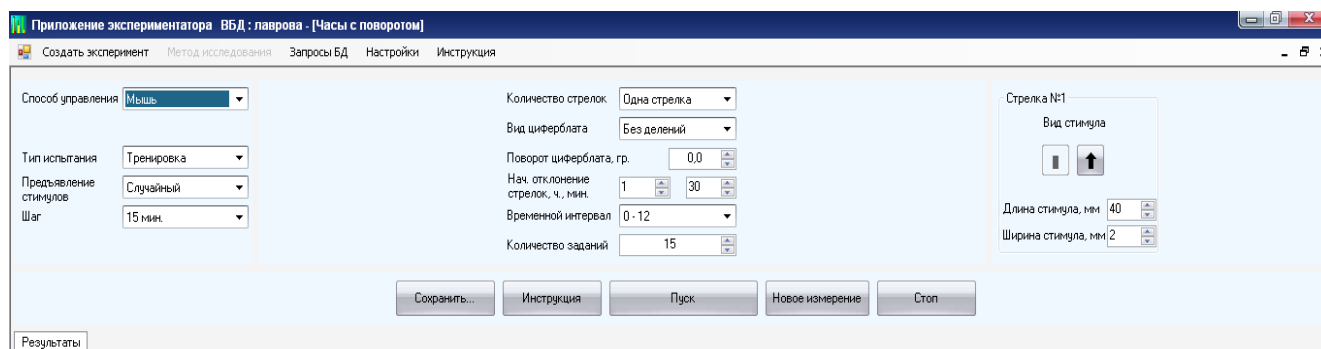 Приложение экспериментатора ВБД : лаврова - [Часы с поворотом]
Создать эксперимент Метод исследования Запросы БД Настройки Инструкция
Способ управления Мышь
Тип испытания Тренировка
Предъявление
стимулов
Случайный
Шаг 15 мин.
Количество стрелок Одна стрелка
Вид циферблата Без делений
Поворот циферблата, гр. 0,0
Нач. отклонение
стрелок, ч., мин.
1 30
Временной интервал 0 - 12
Количество заданий 15
Стрелка №1
Вид стимула
Длина стимула, мм 40
Ширина стимула, мм 2
Сохранить... Инструкция Пуск Новое измерение Стоп
Результаты